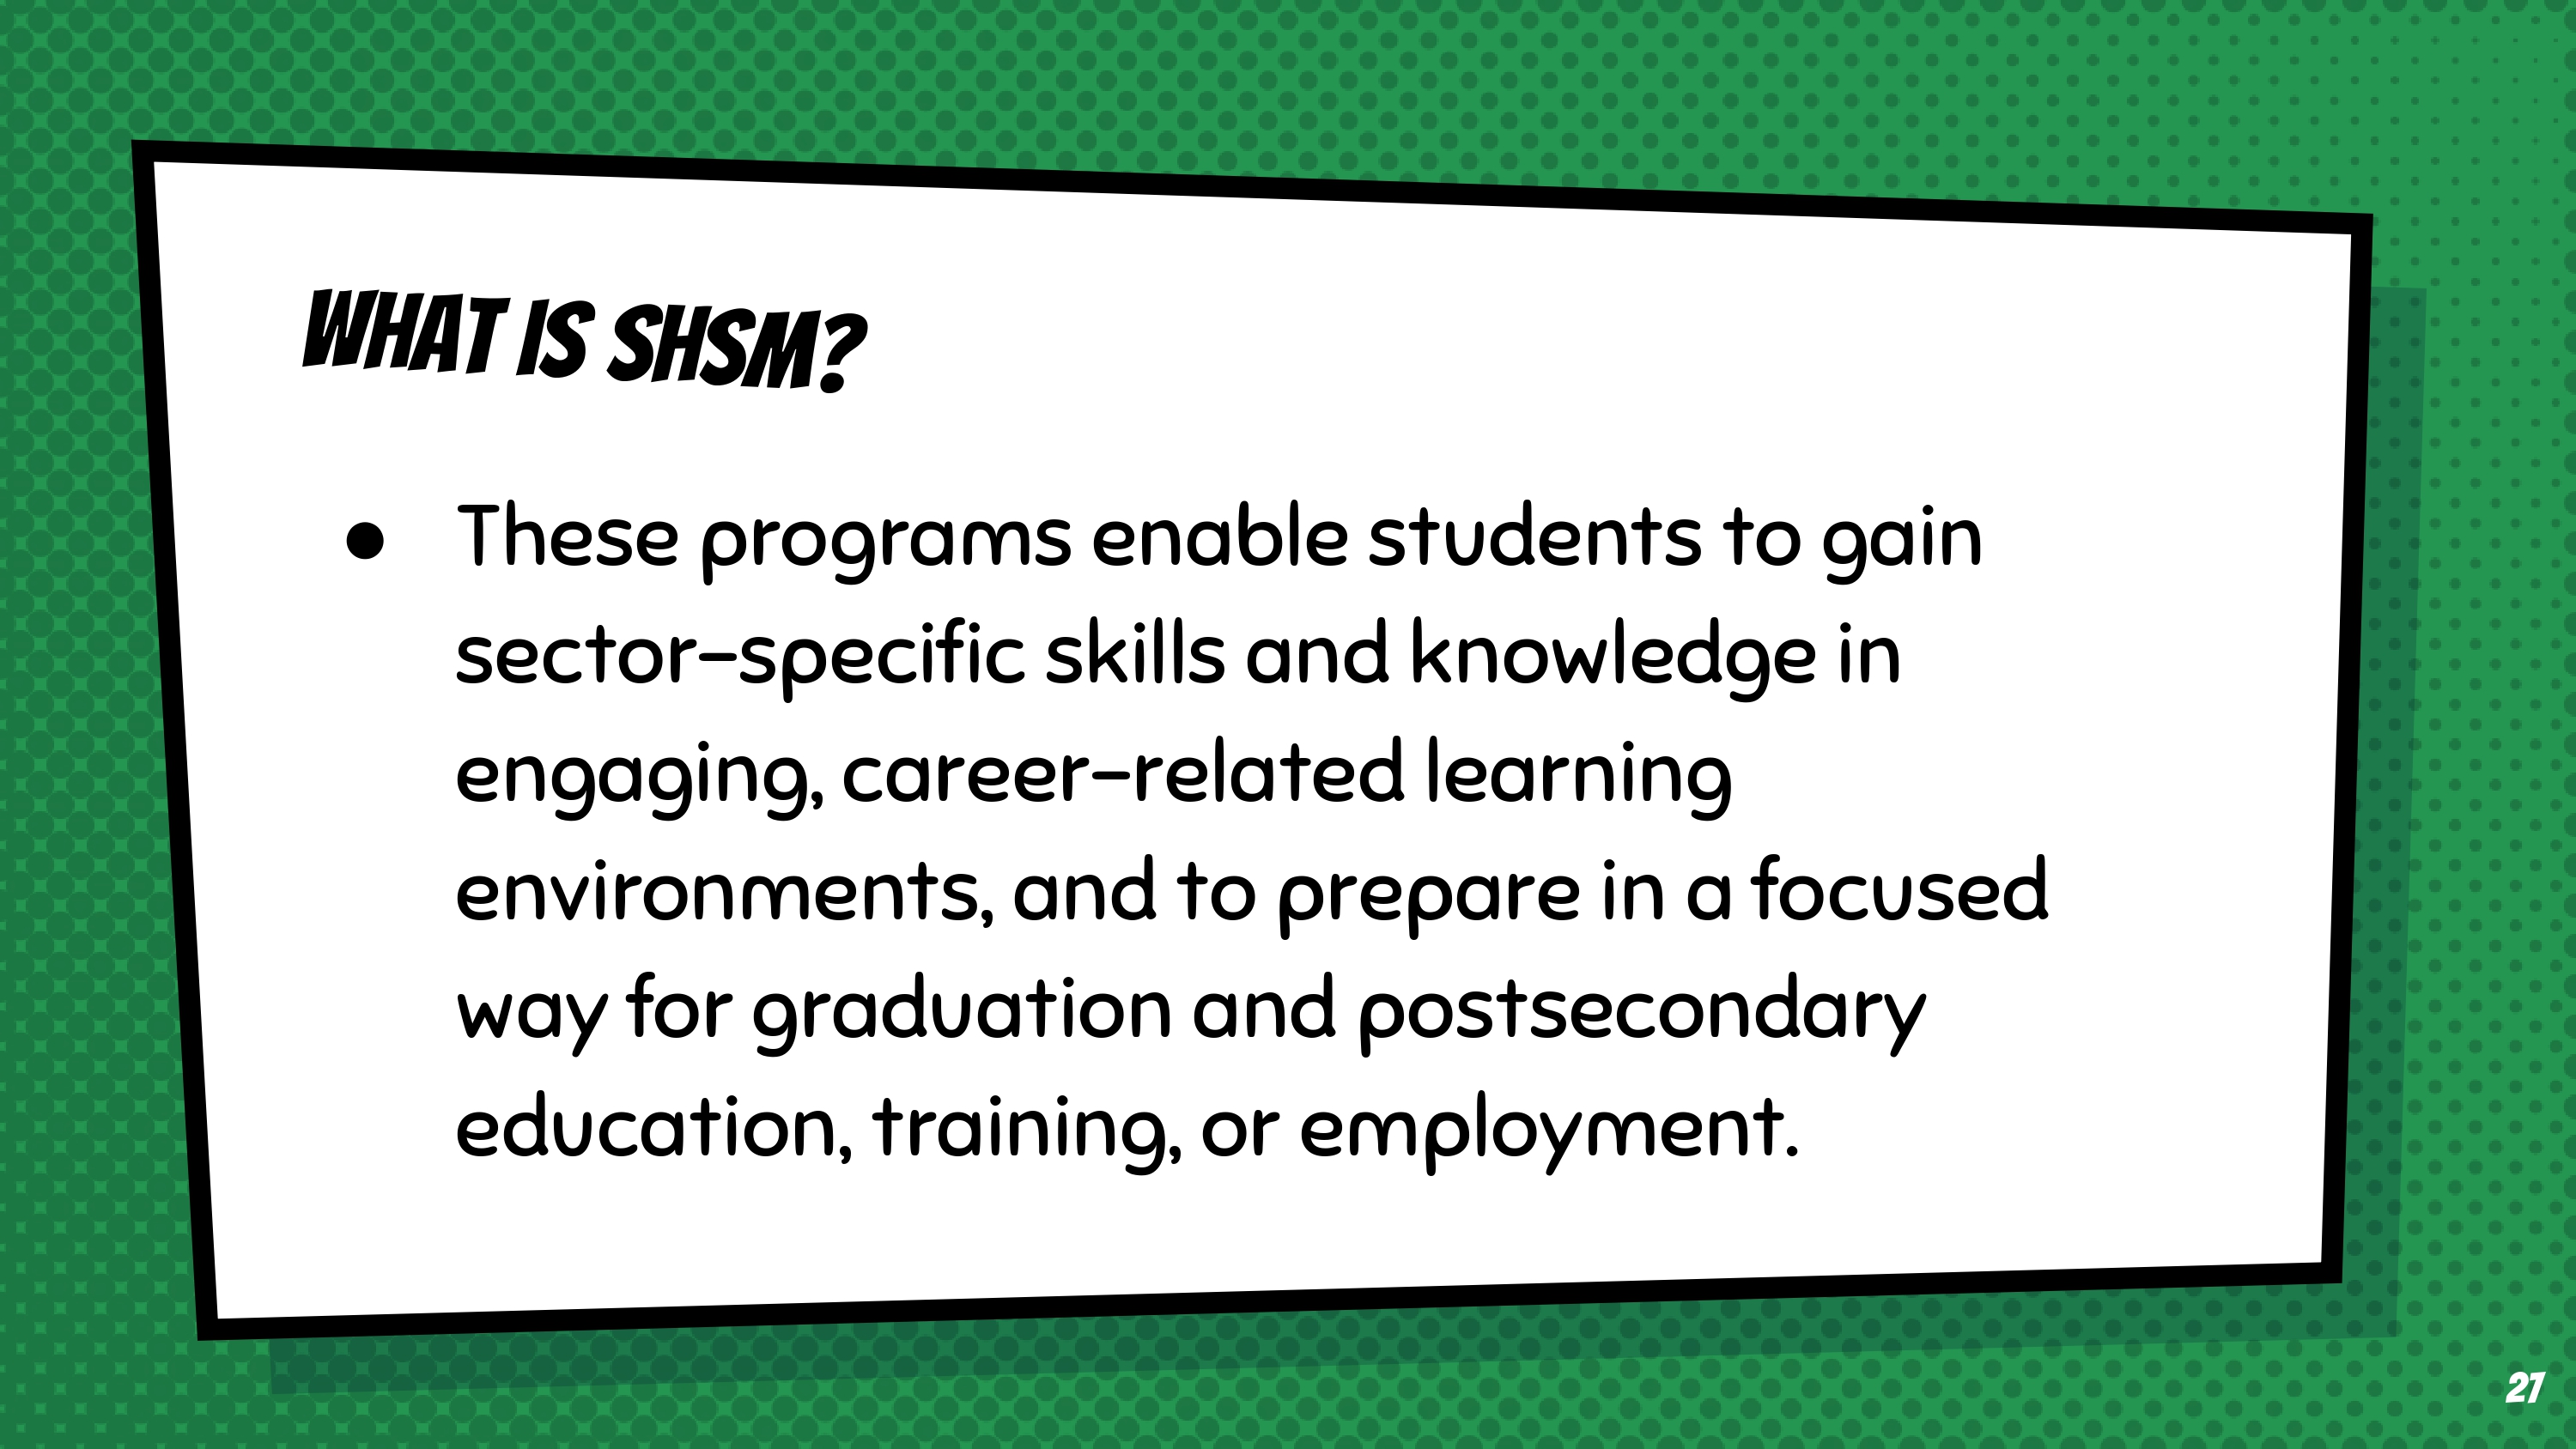 WHAT IS SHSM?
● These programs enable students to gain
sector-specific skills and knowledge in
engaging, career-related learning
environments, and to prepare in a focused
way for graduation and postsecondary
education, training, or employment.
27